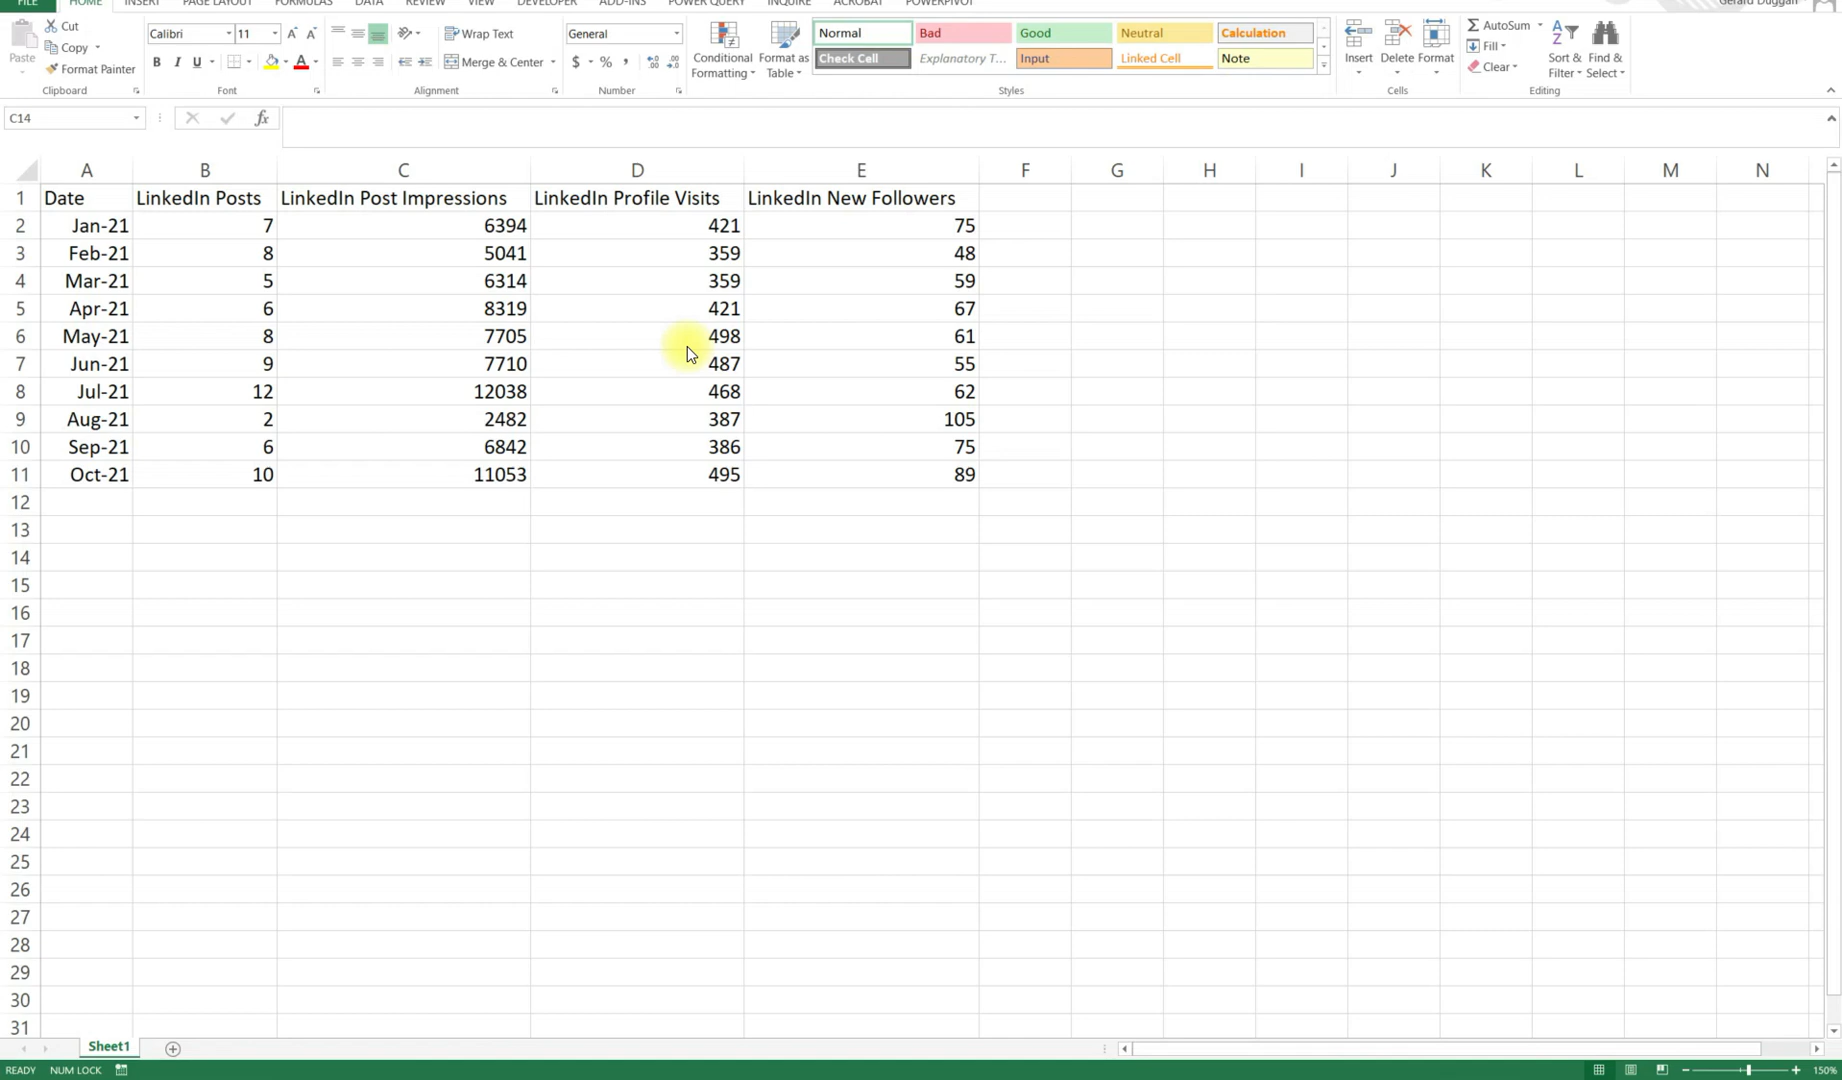 FILE HOME INSERT PAGE LAYOUT FORMULAS DATA REVIEW VIEW DEVELOPER ADD-INS POWER QUERY INQUIRE ACROBAT POWERPIVOT Gerard Duggan
Paste
Cut
Copy
Format Painter
Clipboard
Calibri 11
B I U A
Font
Wrap Text
Merge & Center
Alignment
General
$ % ,
Number
Conditional Formatting
Format as Table
Normal Bad Good Neutral Calculation
Check Cell Explanatory T... Input Linked Cell Note
Styles
Insert Delete Format
Cells
AutoSum
Fill
Clear
Sort & Filter
Find & Select
Editing
C14 fx
A B C D E F G H I J K L M N
1 Date LinkedIn Posts LinkedIn Post Impressions LinkedIn Profile Visits LinkedIn New Followers
2 Jan-21 7 6394 421 75
3 Feb-21 8 5041 359 48
4 Mar-21 5 6314 359 59
5 Apr-21 6 8319 421 67
6 May-21 8 7705 498 61
7 Jun-21 9 7710 487 55
8 Jul-21 12 12038 468 62
9 Aug-21 2 2482 387 105
10 Sep-21 6 6842 386 75
11 Oct-21 10 11053 495 89
12
13
14
15
16
17
18
19
20
21
22
23
24
25
26
27
28
29
30
31
Sheet1
READY NUM LOCK 150%